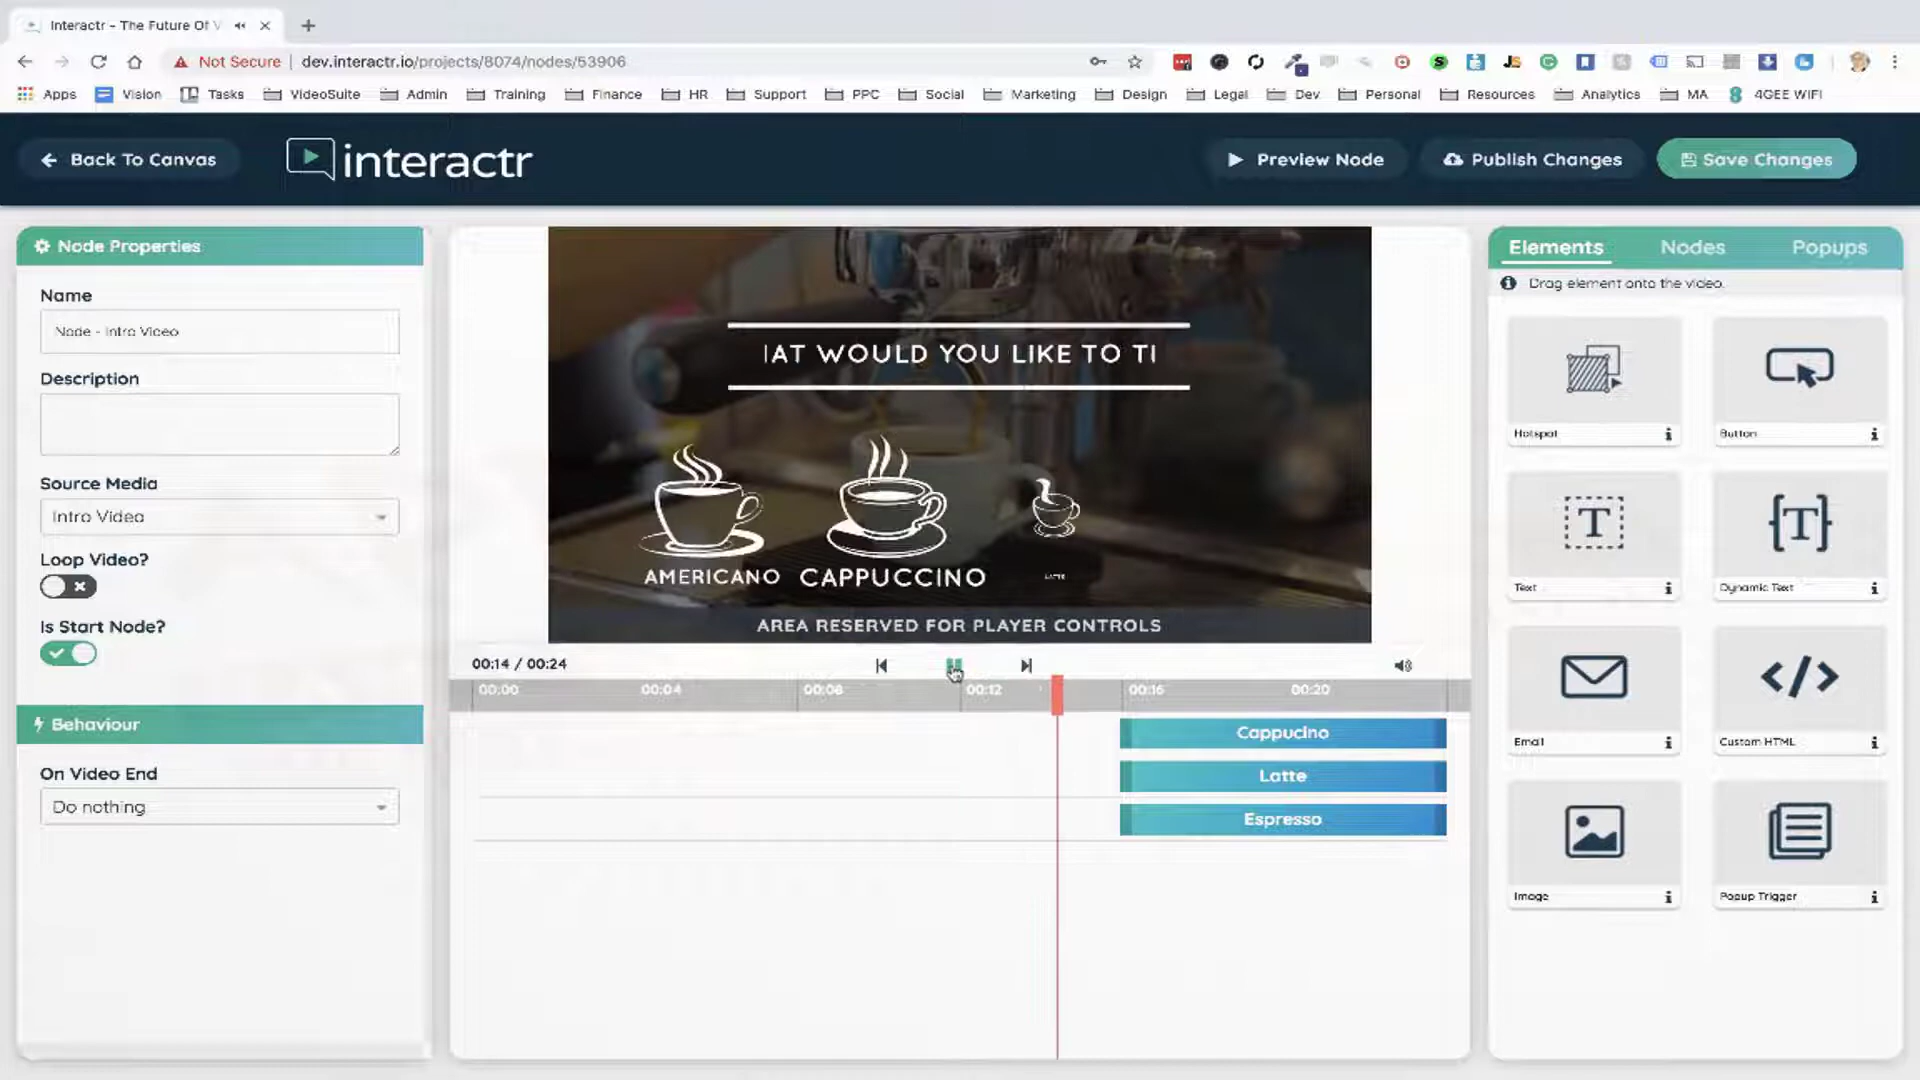 Interactr - The Future Of V
Not Secure | dev.interactr.io/projects/8074/nodes/53906
Apps Vision Tasks VideoSuite Admin Training Finance HR Support PPC Social Marketing Design Legal Dev Personal Resources Analytics MA 4GEE WIFI
Back To Canvas
interactr
Preview Node
Publish Changes
Save Changes
Node Properties
Name
Node - Intro Video
Description
Source Media
Intro Video
Loop Video?
Is Start Node?
Behaviour
On Video End
Do nothing
IAT WOULD YOU LIKE TO TI
AMERICANO CAPPUCCINO LATTE
AREA RESERVED FOR PLAYER CONTROLS
00:14 / 00:24
00:00 00:04 00:08 00:12 00:16 00:20
Cappucino
Latte
Espresso
Elements Nodes Popups
Drag element onto the video.
Hotspot
Button
T
{T}
Text
Dynamic Text
</>
Email
Custom HTML
Image
Popup Trigger